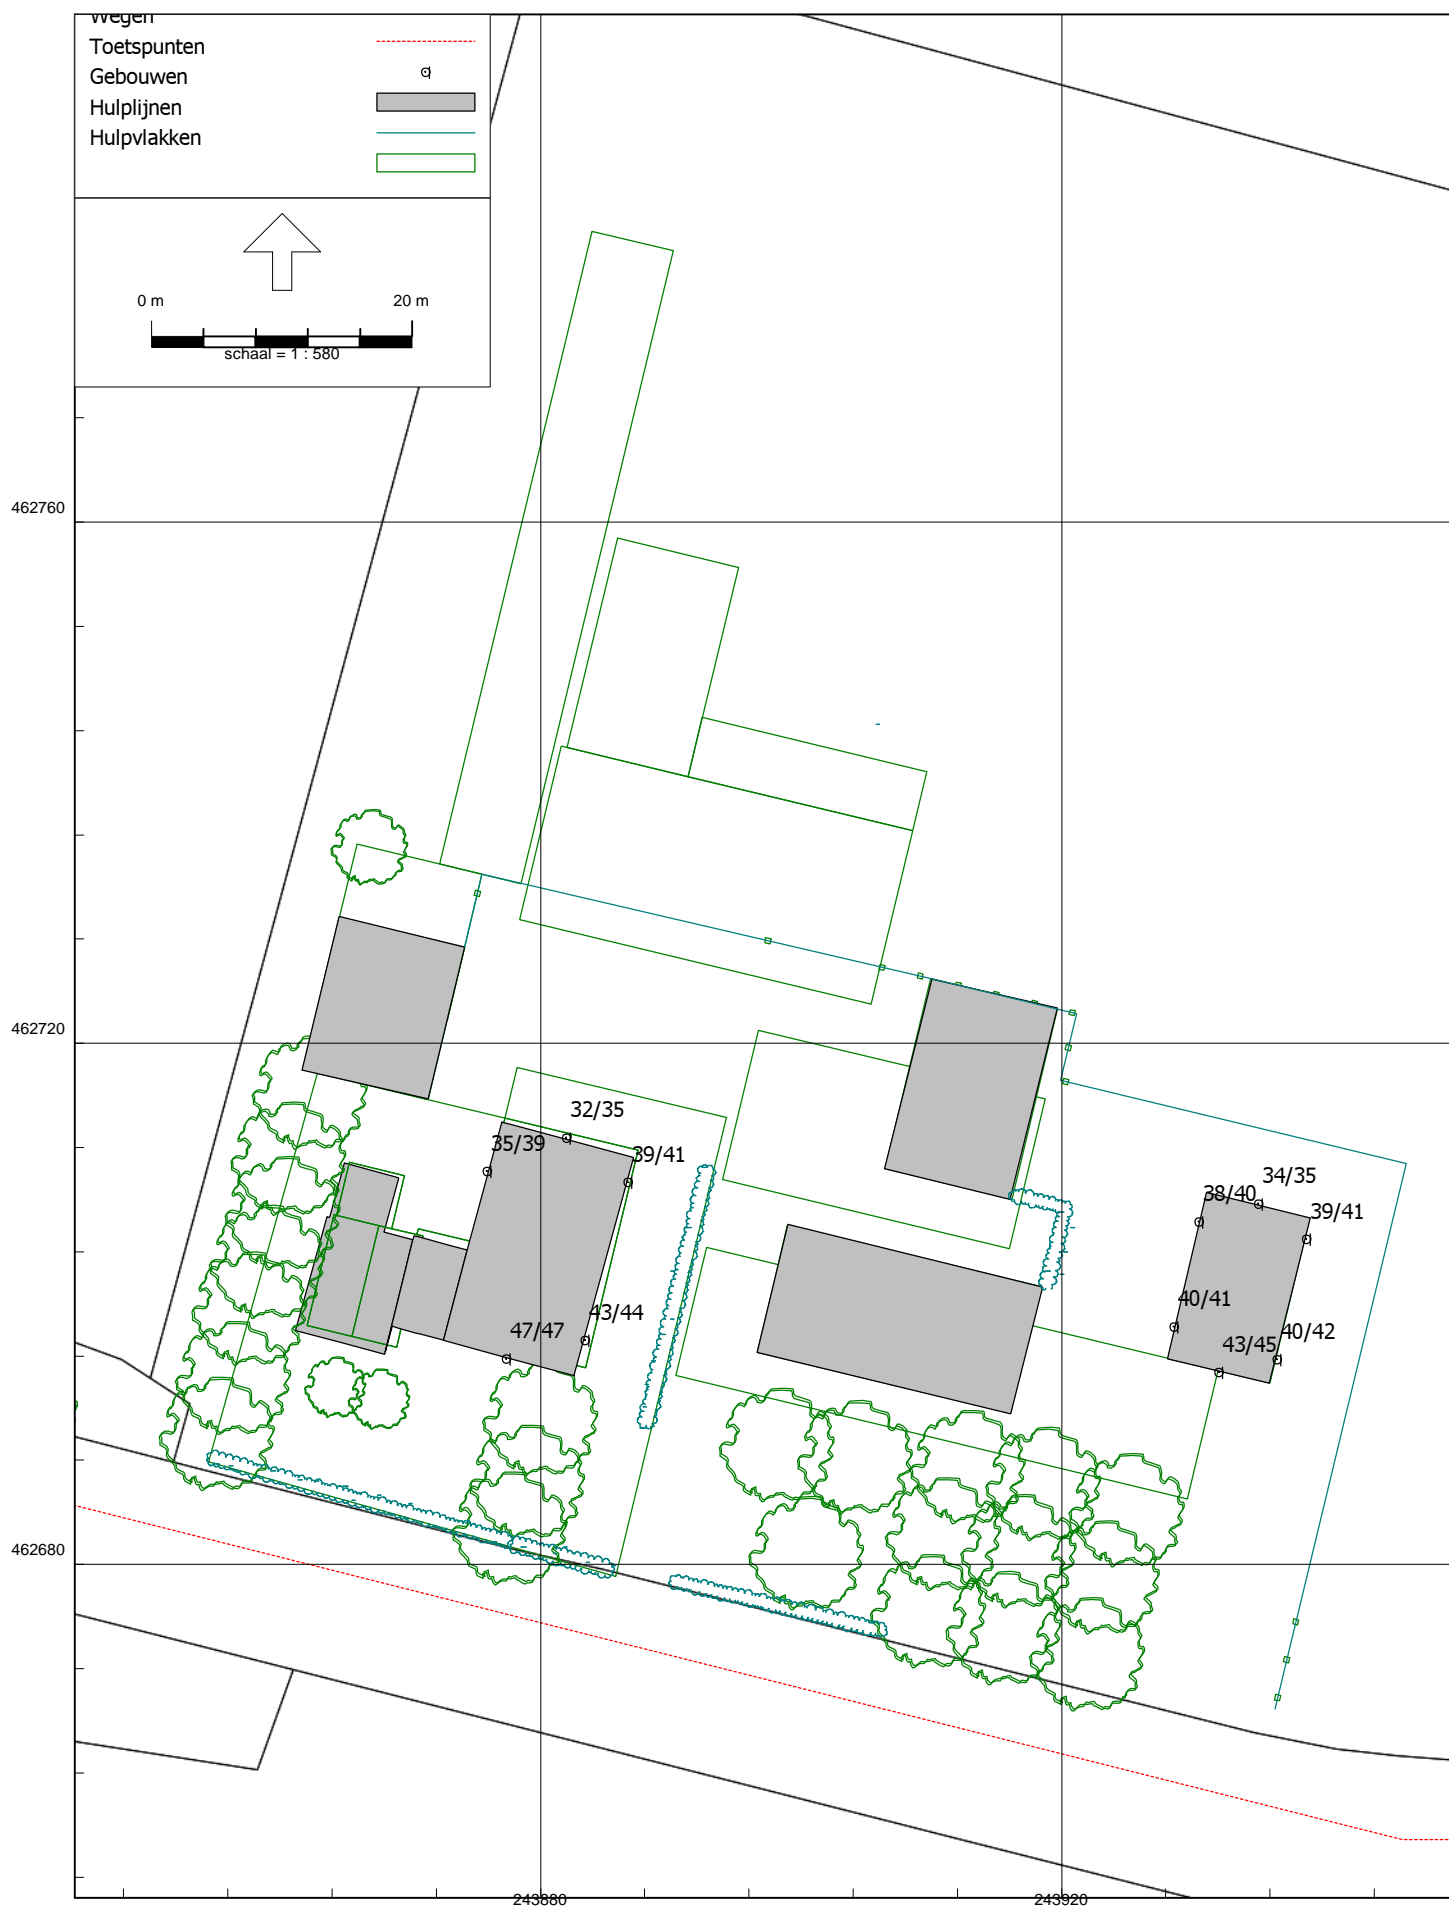 Wegen
Toetspunten
Gebouwen
Hulplijnen
Hulpvlakken
0 m 20 m
schaal = 1 : 580
462760
462720
32/35
35/39
39/41
34/35
38/40
39/41
43/44
40/41
47/47
43/45
40/42
462680
243880
243920